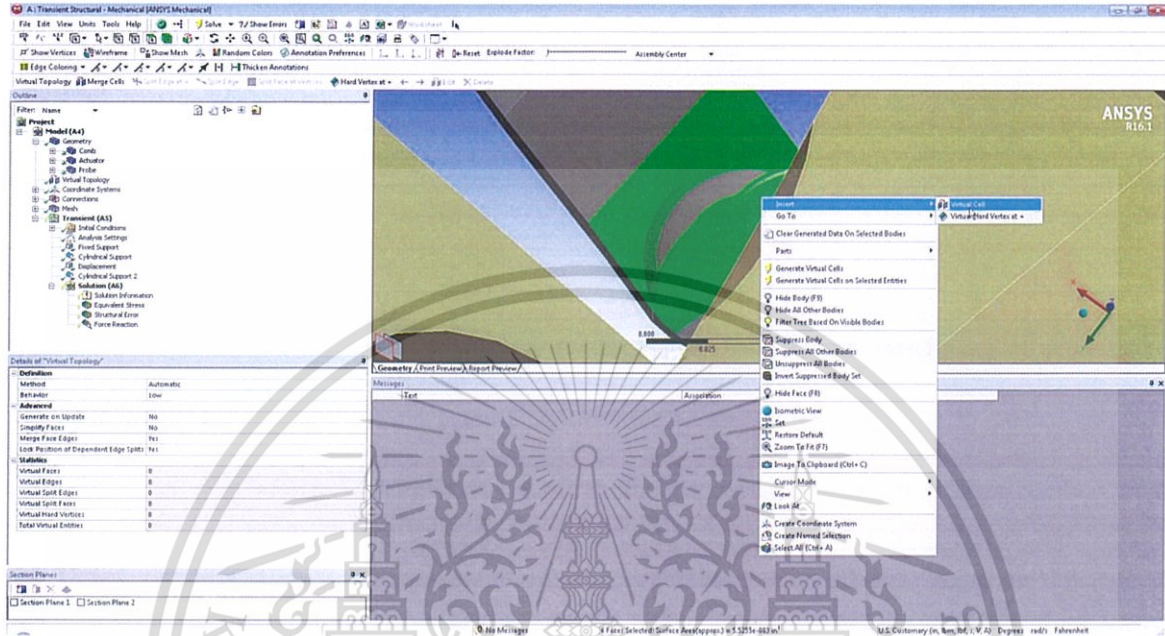 A : Transient Structural - Mechanical [ANSYS Mechanical]
File Edit View Units Tools Help Solve ?/ Show Errors Worksheet
Show Vertices Wireframe Show Mesh Random Colors Annotation Preferences Reset Explode Factor: Assembly Center
Edge Coloring Thicken Annotations
Virtual Topology Merge Cells Hard Vertex at + Edit Delete
Outline
Filter: Name
Project
Model (A4)
Geometry
Comb
Actuator
Probe
Virtual Topology
Coordinate Systems
Connections
Mesh
Transient (A5)
Initial Conditions
Analysis Settings
Fixed Support
Cylindrical Support
Displacement
Cylindrical Support 2
Solution (A6)
Solution Information
Equivalent Stress
Structural Error
Force Reaction
ANSYS
R16.1
0.000
0.025
Insert
Go To
Clear Generated Data On Selected Bodies
Parts
Generate Virtual Cells
Generate Virtual Cells on Selected Entities
Hide Body (F9)
Hide All Other Bodies
Filter Tree Based On Visible Bodies
Suppress Body
Suppress All Other Bodies
Unsuppress All Bodies
Invert Suppressed Body Set
Hide Face (F8)
Isometric View
Set
Restore Default
Zoom To Fit (F7)
Image To Clipboard (Ctrl+ C)
Cursor Mode
View
Look At
Create Coordinate System
Create Named Selection
Select All (Ctrl+ A)
Virtual Cell
Virtual Hard Vertex at +
Geometry Print Preview Report Preview
Details of "Virtual Topology"
Definition
Method Automatic
Behavior Low
Advanced
Generate on Update No
Simplify Faces No
Merge Face Edges Yes
Lock Position of Dependent Edge Splits Yes
Statistics
Virtual Faces 0
Virtual Edges 0
Virtual Split Edges 0
Virtual Split Faces 0
Virtual Hard Vertices 0
Total Virtual Entities 0
Messages
Text Association
Section Planes
Section Plane 1 Section Plane 2
No Messages
U.S. Customary (in, lbm, lbf, s, V, A) Degrees rad/s Fahrenheit